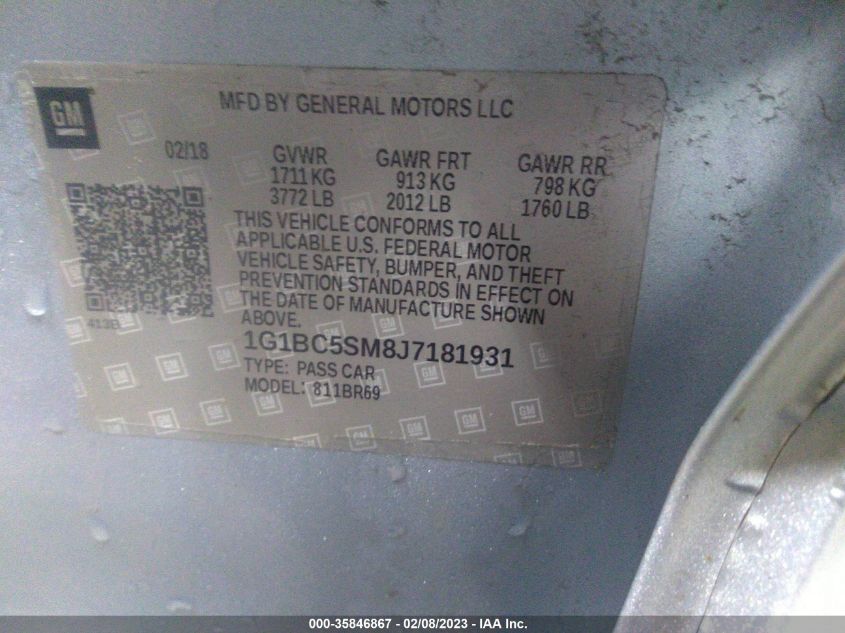 GM
MFD BY GENERAL MOTORS LLC
02/18
GVWR GAWR FRT GAWR RR
1711 KG 913 KG 798 KG
3772 LB 2012 LB 1760 LB
THIS VEHICLE CONFORMS TO ALL
APPLICABLE U.S. FEDERAL MOTOR
VEHICLE SAFETY, BUMPER, AND THEFT
PREVENTION STANDARDS IN EFFECT ON
THE DATE OF MANUFACTURE SHOWN
ABOVE.
413B
1G1BC5SM8J7181931
TYPE: PASS CAR
MODEL: 811BR69
000-35846867 - 02/08/2023 - IAA Inc.